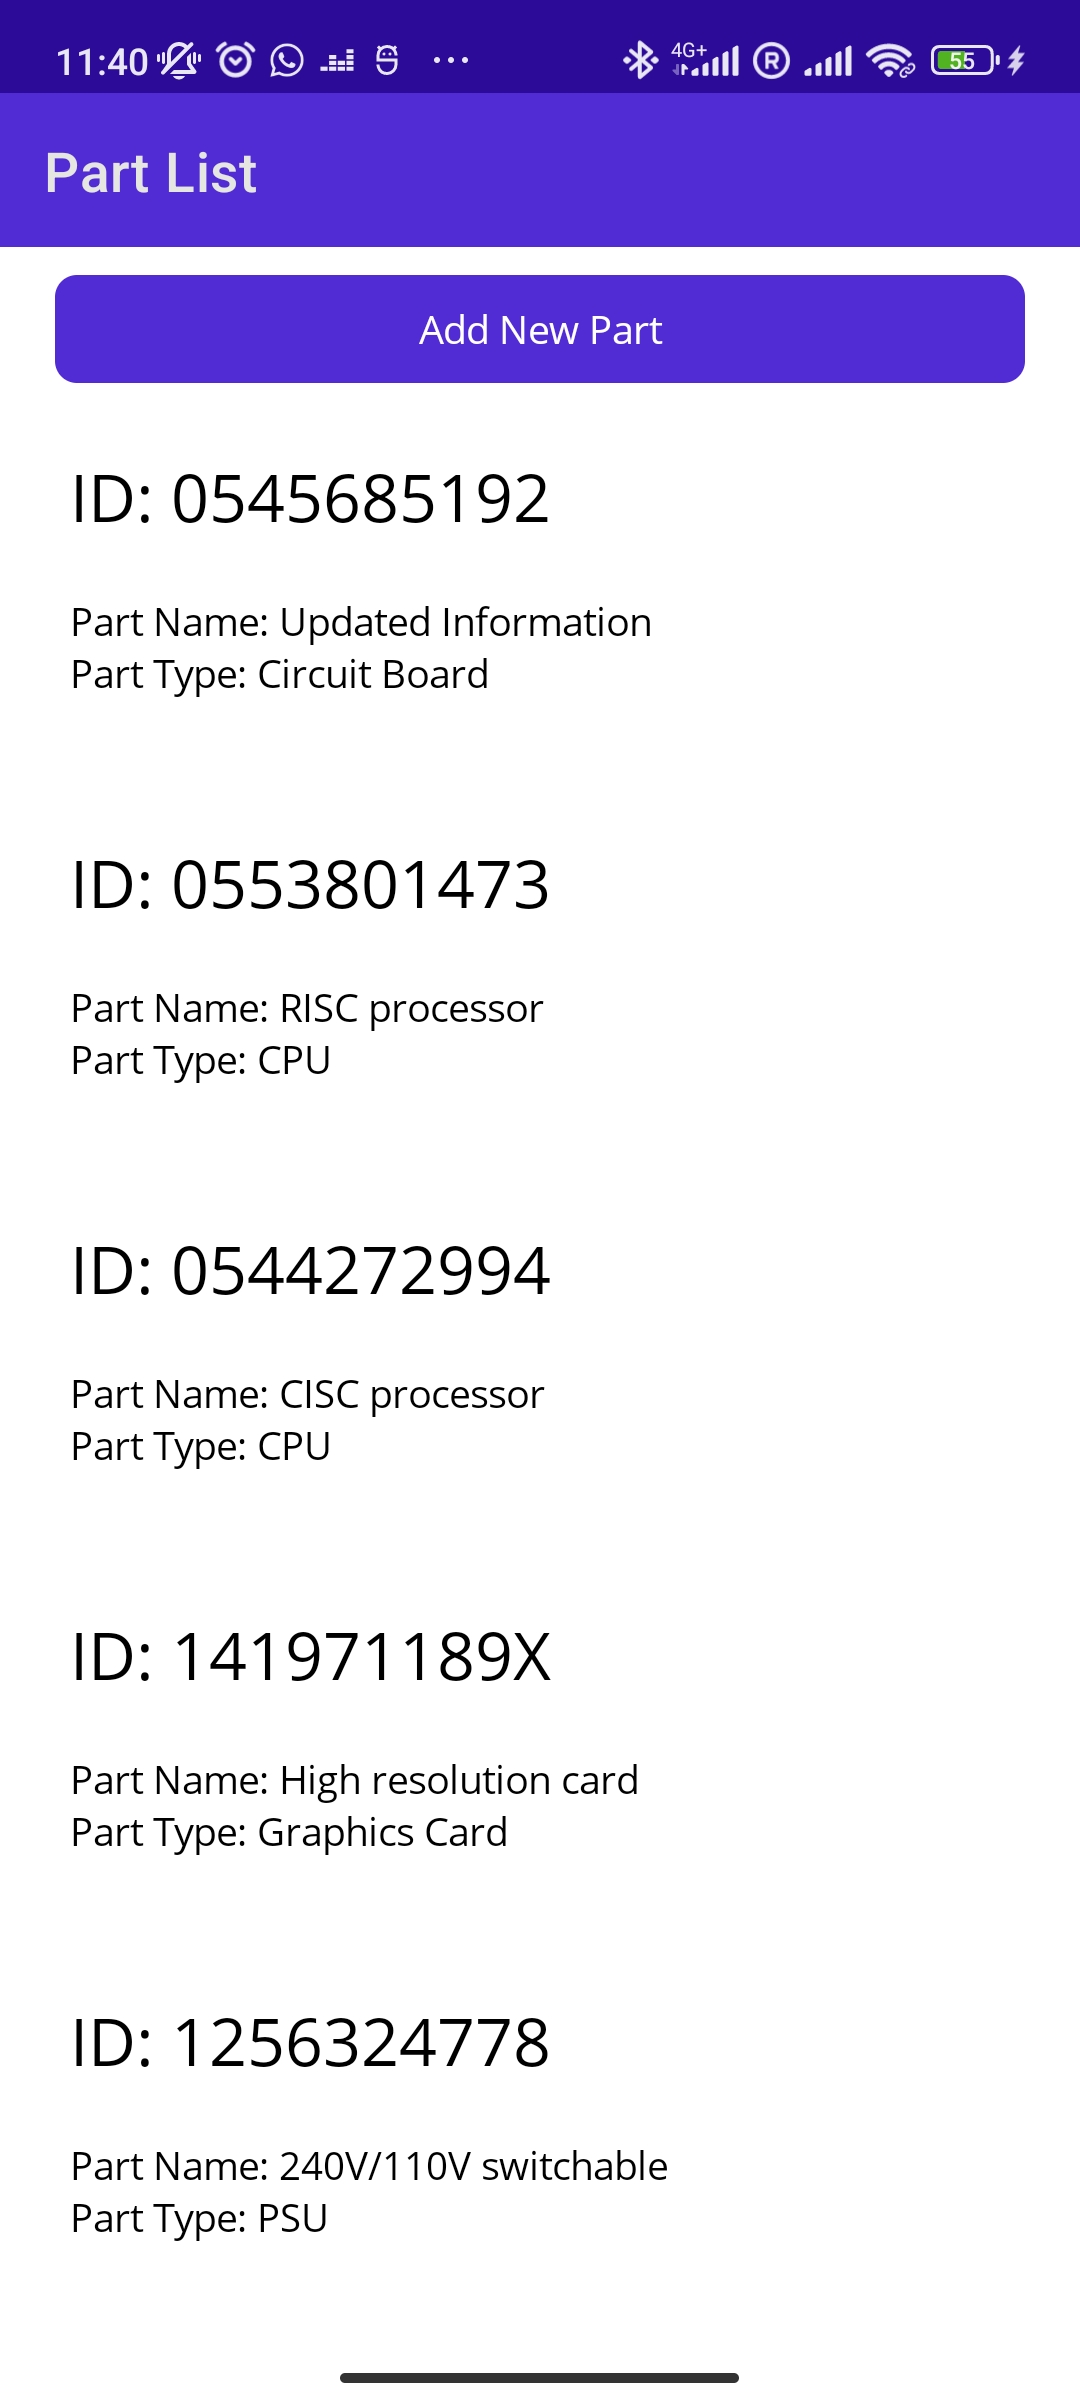 11:40 4G+ R 55
Part List
Add New Part
ID: 0545685192
Part Name: Updated Information
Part Type: Circuit Board
ID: 0553801473
Part Name: RISC processor
Part Type: CPU
ID: 0544272994
Part Name: CISC processor
Part Type: CPU
ID: 141971189X
Part Name: High resolution card
Part Type: Graphics Card
ID: 1256324778
Part Name: 240V/110V switchable
Part Type: PSU